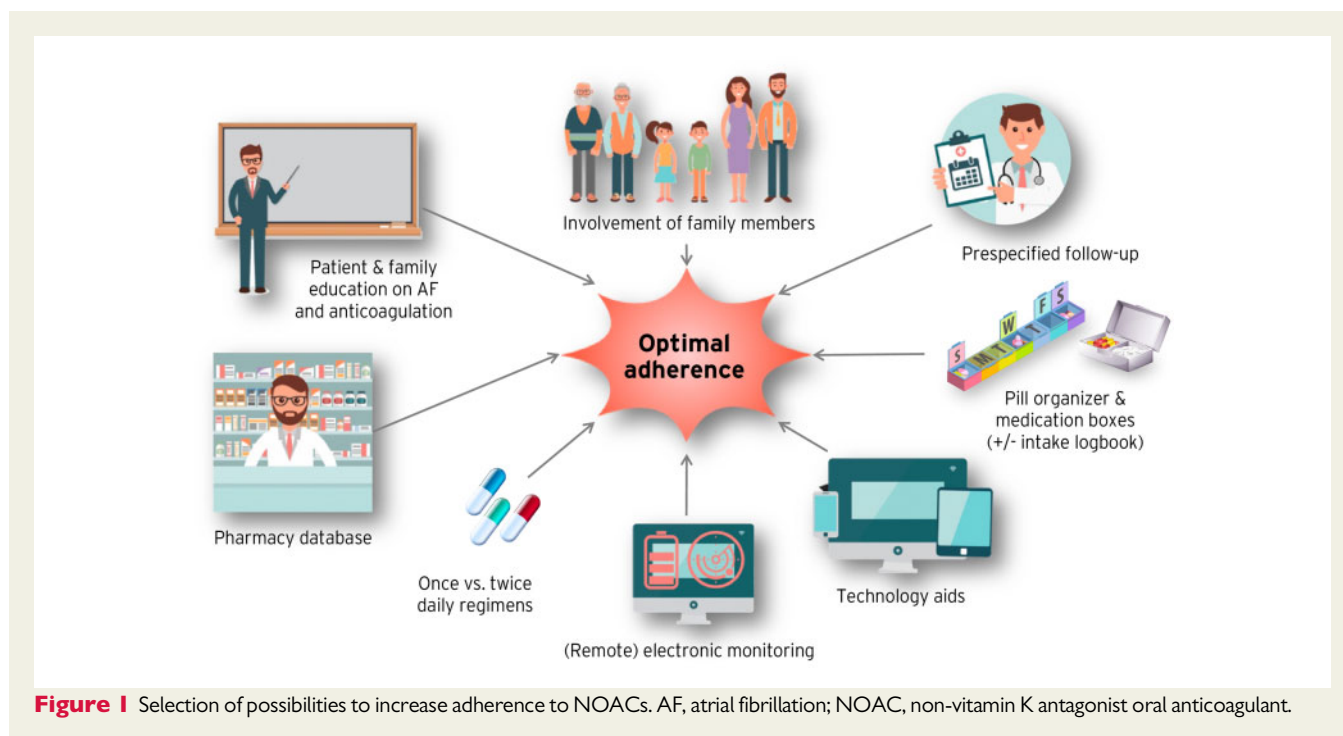 Involvement of family members
Patient & family
education on AF
and anticoagulation
Prespecified follow-up
Optimal
adherence
S M T W T F S
Pill organizer &
medication boxes
(+/- intake logbook)
Pharmacy database
Once vs. twice
daily regimens
Technology aids
(Remote) electronic monitoring
Figure 1 Selection of possibilities to increase adherence to NOACs. AF, atrial fibrillation; NOAC, non-vitamin K antagonist oral anticoagulant.